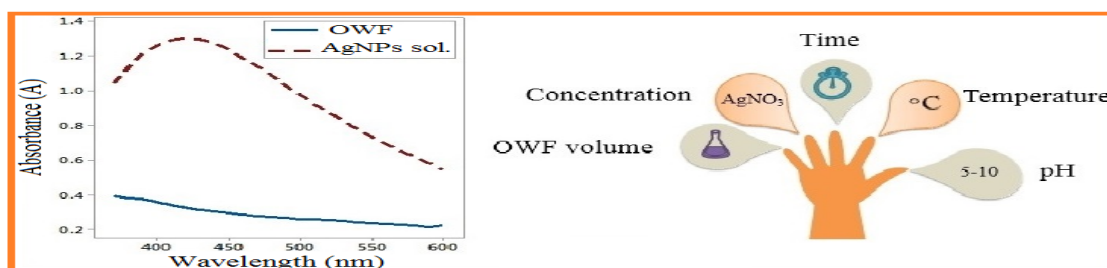 OWF
AgNPs sol.
Absorbance (A)
1.4
1.2
1.0
0.8
0.6
0.4
0.2
400
450
500
550
600
Wavelength (nm)
Time
Concentration
AgNO₃
°C
Temperature
OWF volume
5-10
pH